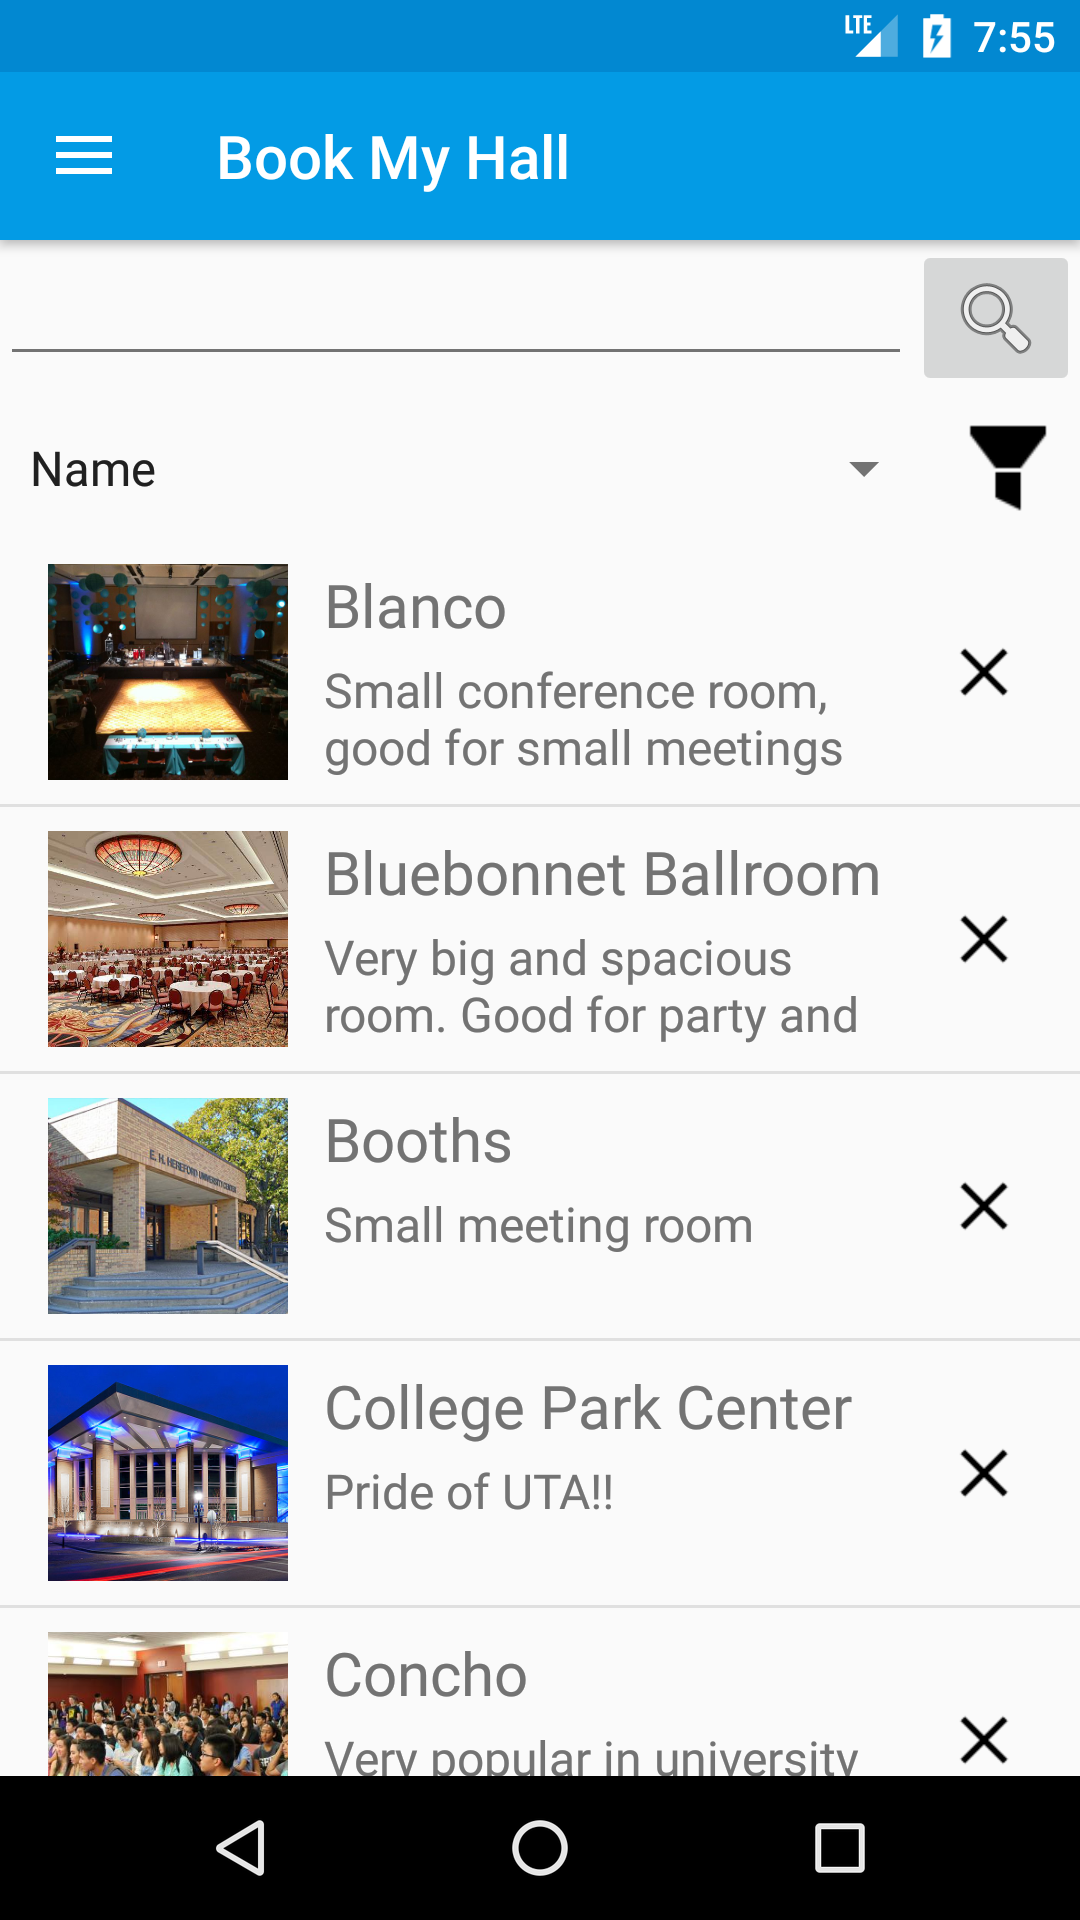 LTE 7:55
Book My Hall
Name
Blanco
Small conference room,
good for small meetings
Bluebonnet Ballroom
Very big and spacious
room. Good for party and
Booths
E. H. HEREFORD UNIVERSITY CENTER
Small meeting room
College Park Center
Pride of UTA!!
Concho
Very popular in university